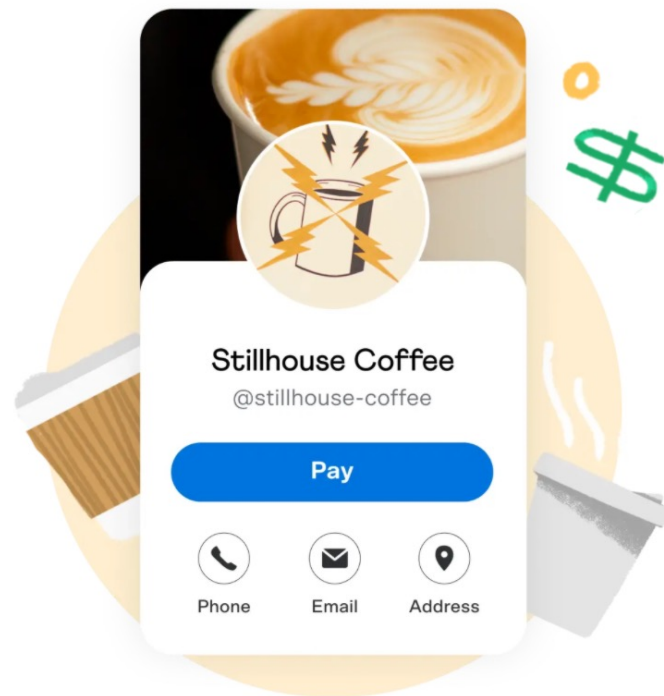 Stillhouse Coffee
@stillhouse-coffee
Pay
Phone
Email
Address